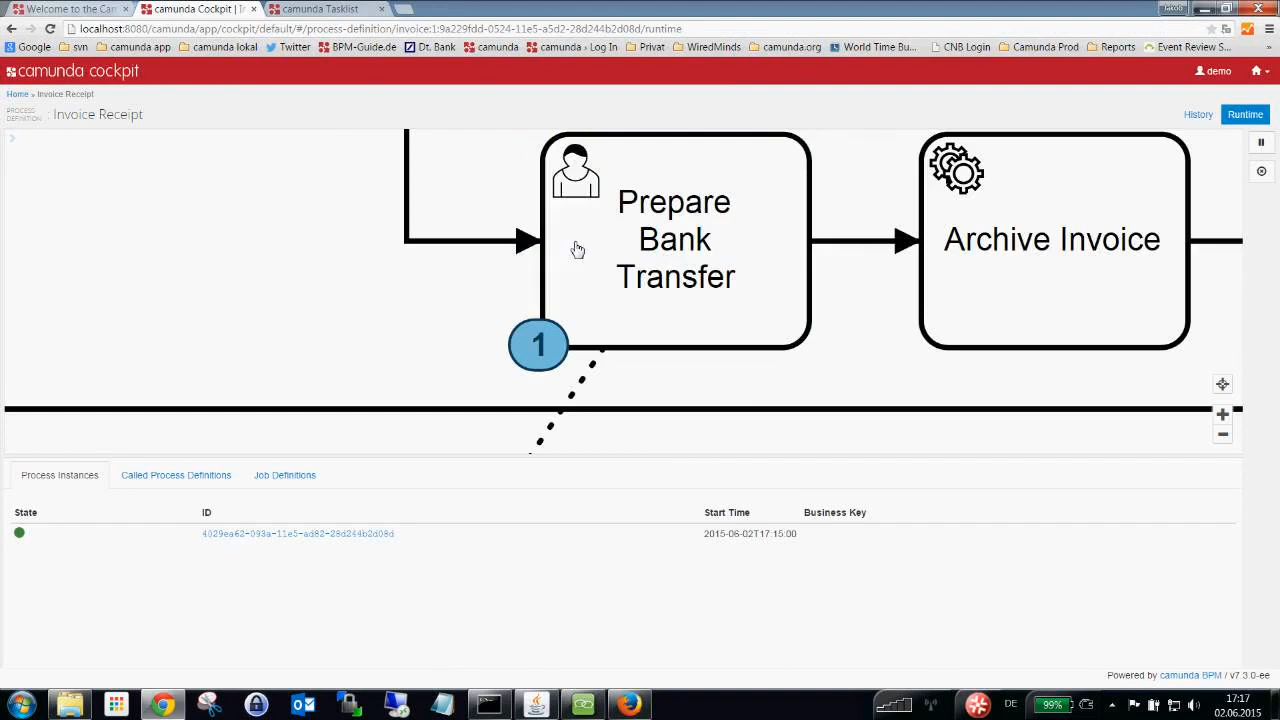 Welcome to the Cam
camunda Cockpit | In
camunda Tasklist
Jakob
localhost:8080/camunda/app/cockpit/default/#/process-definition/invoice:1:9a229fdd-0524-11e5-a5d2-28d244b2d08d/runtime
Google
svn
camunda app
camunda lokal
Twitter
BPM-Guide.de
Dt. Bank
camunda
camunda › Log In
Privat
WidthMinds
camunda.org
World Time Bu...
CNB Login
Camunda Prod
Reports
Event Review S...
»
camunda cockpit
demo
Home » Invoice Receipt
PROCESS
DEFINITION : Invoice Receipt
History
Runtime
Prepare
Bank
Transfer
Archive Invoice
1
Process Instances
Called Process Definitions
Job Definitions
State
ID
Start Time
Business Key
4029ea62-093a-11e5-ad82-28d244b2d08d
2015-06-02T17:15:00
Powered by camunda BPM / v7.3.0-ee
DE
99%
17:17
02.06.2015